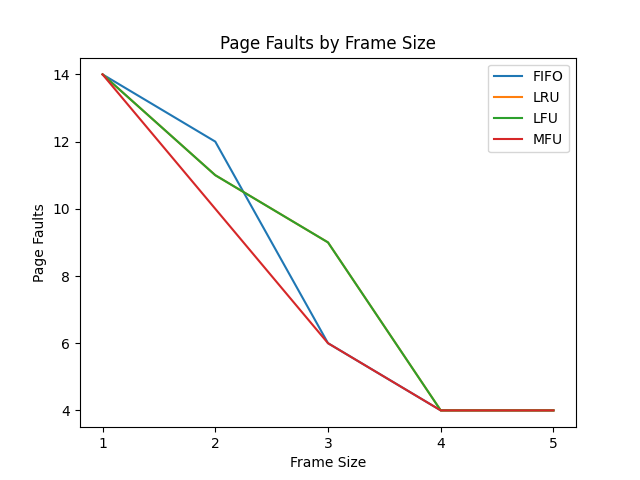 Page Faults by Frame Size
FIFO
LRU
LFU
MFU
Page Faults
14
12
10
8
6
4
1 2 3 4 5
Frame Size